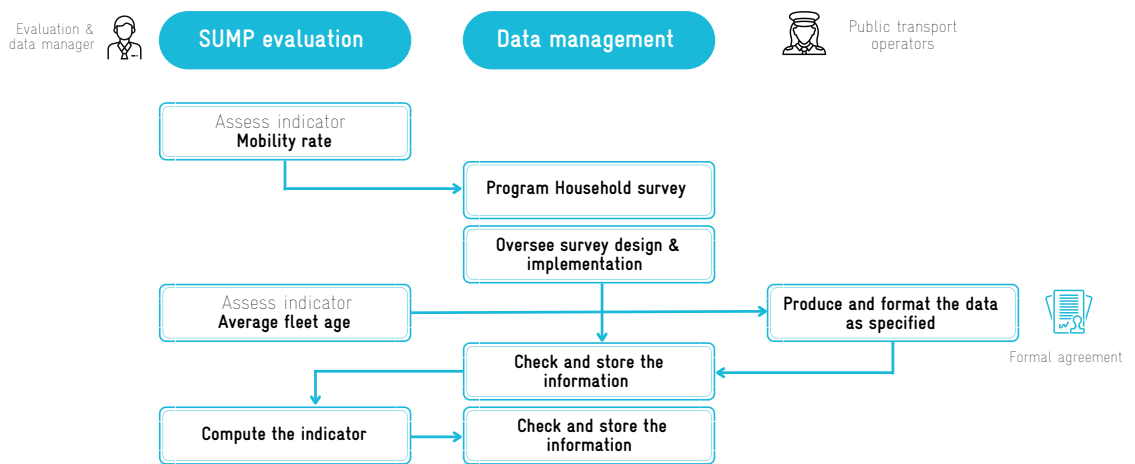 Evaluation &
data manager
SUMP evaluation
Data management
Public transport
operators
Assess indicator
Mobility rate
Program Household survey
Oversee survey design &
implementation
Assess indicator
Average fleet age
Produce and format the data
as specified
Formal agreement
Check and store the
information
Compute the indicator
Check and store the
information